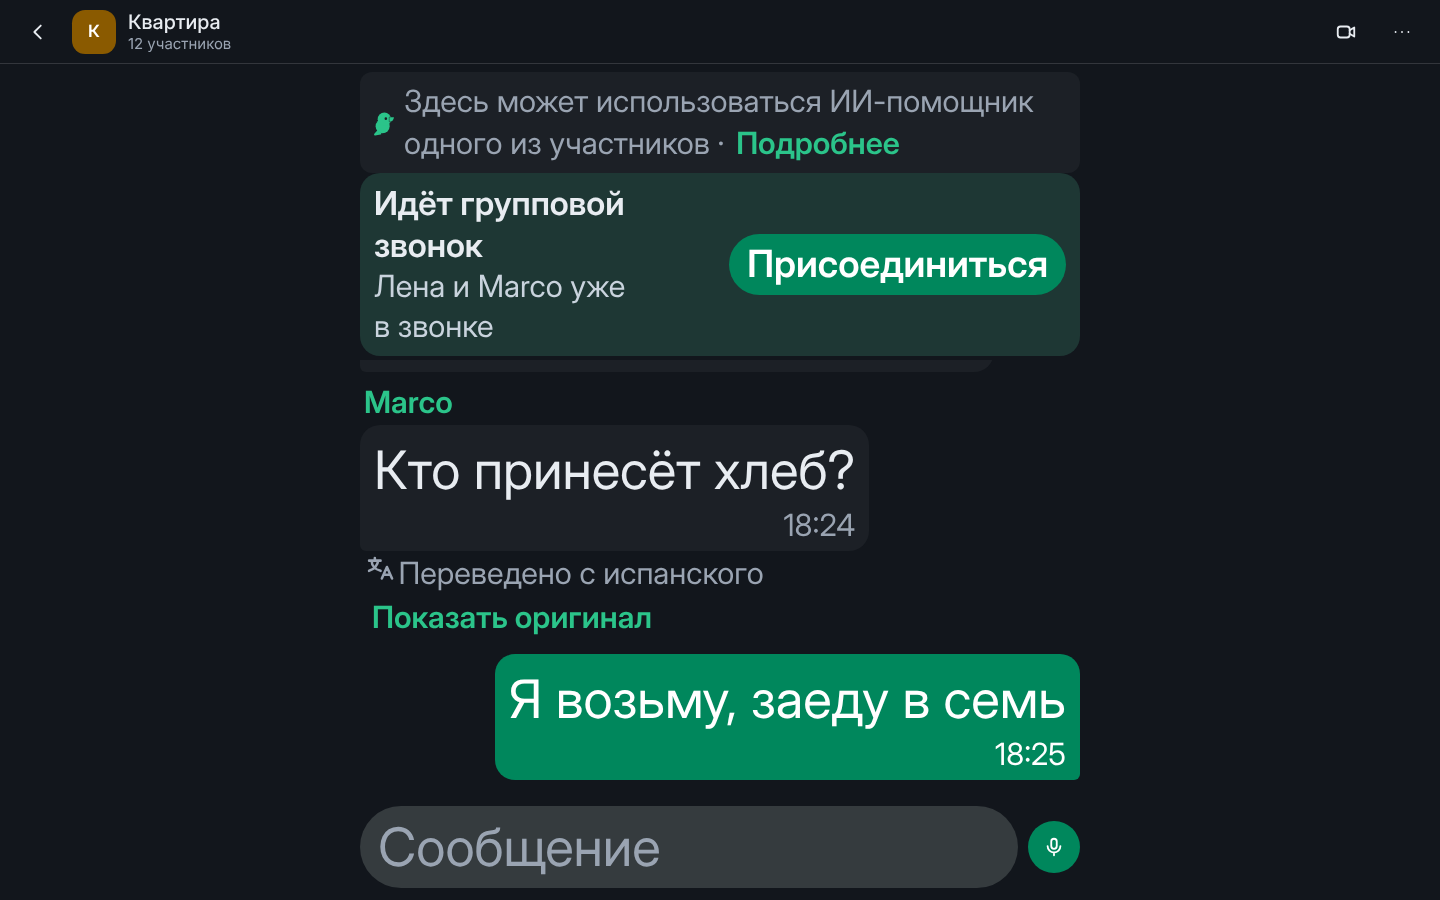 К
Квартира
12 участников
Здесь может использоваться ИИ-помощник
одного из участников · Подробнее
Идёт групповой
звонок
Лена и Marco уже
в звонке
Присоединиться
Marco
Кто принесёт хлеб?
18:24
Переведено с испанского
Показать оригинал
Я возьму, заеду в семь
18:25
Сообщение